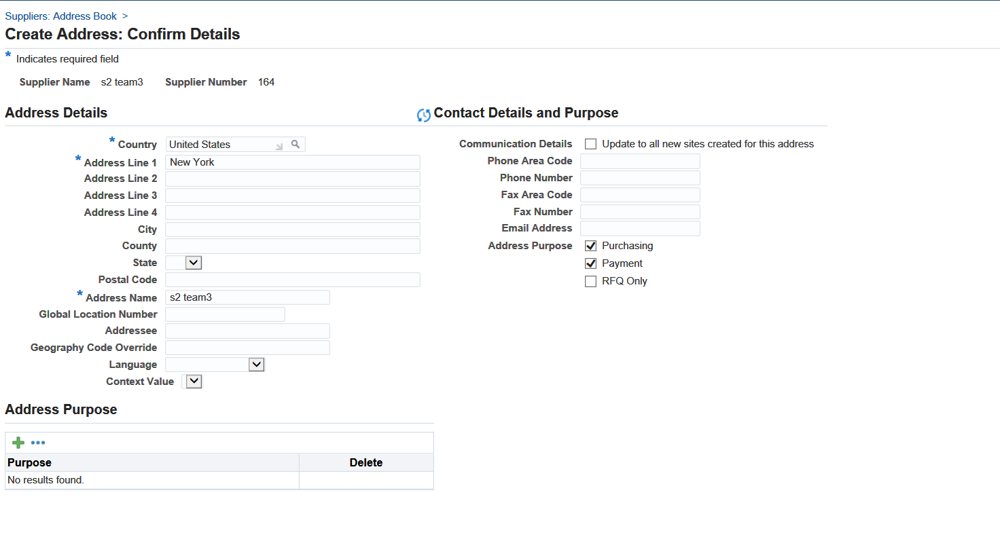 Suppliers: Address Book >
Create Address: Confirm Details
* Indicates required field
Supplier Name s2 team3 Supplier Number 164
Address Details
* Country United States
* Address Line 1 New York
Address Line 2
Address Line 3
Address Line 4
City
County
State
Postal Code
* Address Name s2 team3
Global Location Number
Addressee
Geography Code Override
Language
Context Value
Contact Details and Purpose
Communication Details Update to all new sites created for this address
Phone Area Code
Phone Number
Fax Area Code
Fax Number
Email Address
Address Purpose Purchasing
Payment
RFQ Only
Address Purpose
Purpose Delete
No results found.